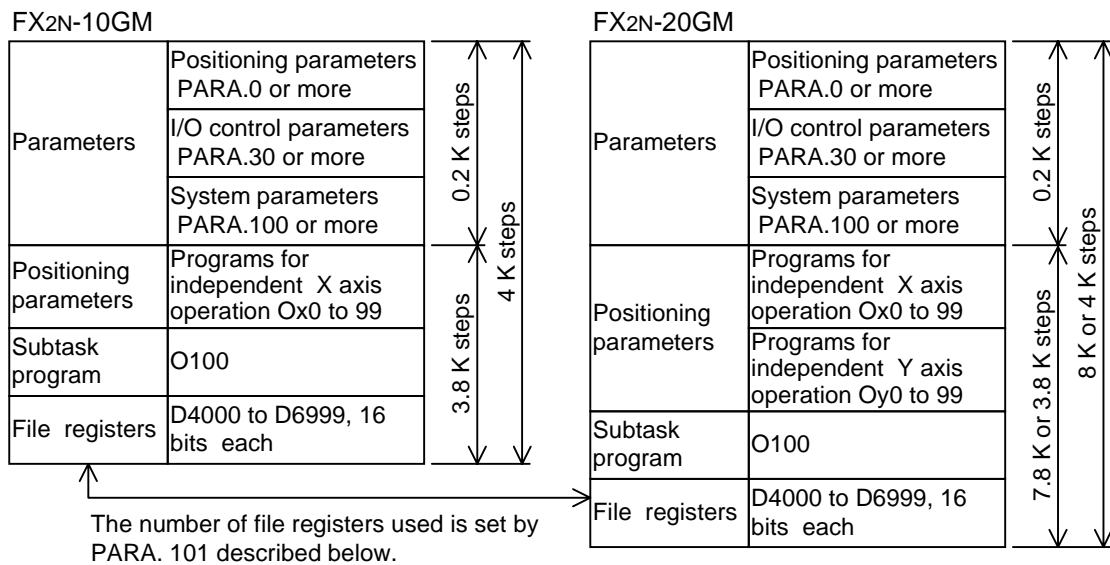 FX2N-10GM
Parameters
Positioning parameters
PARA.0 or more
I/O control parameters
PARA.30 or more
System parameters
PARA.100 or more
Positioning
parameters
Programs for
independent X axis
operation Ox0 to 99
Subtask
program
O100
File registers
D4000 to D6999, 16
bits each
0.2 K steps
3.8 K steps
4 K steps
The number of file registers used is set by
PARA. 101 described below.
FX2N-20GM
Parameters
Positioning parameters
PARA.0 or more
I/O control parameters
PARA.30 or more
System parameters
PARA.100 or more
Positioning
parameters
Programs for
independent X axis
operation Ox0 to 99
Programs for
independent Y axis
operation Oy0 to 99
Subtask
program
O100
File registers
D4000 to D6999, 16
bits each
0.2 K steps
7.8 K or 3.8 K steps
8 K or 4 K steps